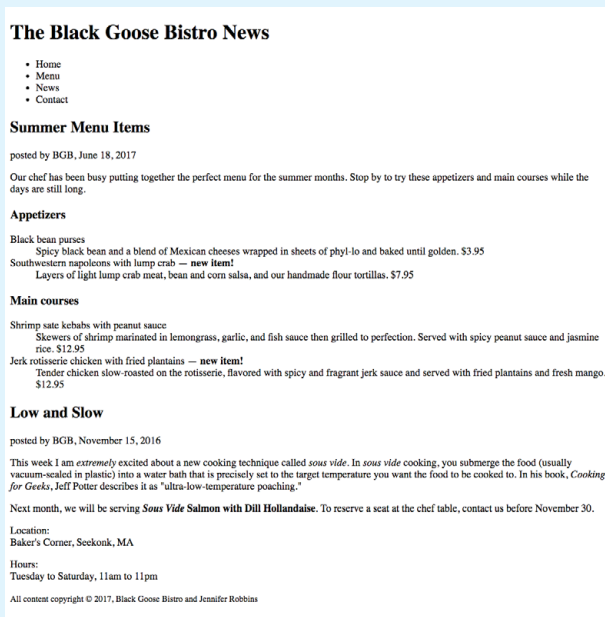 The Black Goose Bistro News
• Home
• Menu
• News
• Contact
Summer Menu Items
posted by BGB, June 18, 2017
Our chef has been busy putting together the perfect menu for the summer months. Stop by to try these appetizers and main courses while the
days are still long.
Appetizers
Black bean purses
Spicy black bean and a blend of Mexican cheeses wrapped in sheets of phyl-lo and baked until golden. $3.95
Southwestern napoleons with lump crab — new item!
Layers of light lump crab meat, bean and corn salsa, and our handmade flour tortillas. $7.95
Main courses
Shrimp sate kebabs with peanut sauce
Skewers of shrimp marinated in lemongrass, garlic, and fish sauce then grilled to perfection. Served with spicy peanut sauce and jasmine
rice. $12.95
Jerk rotisserie chicken with fried plantains — new item!
Tender chicken slow-roasted on the rotisserie, flavored with spicy and fragrant jerk sauce and served with fried plantains and fresh mango.
$12.95
Low and Slow
posted by BGB, November 15, 2016
This week I am extremely excited about a new cooking technique called sous vide. In sous vide cooking, you submerge the food (usually
vacuum-sealed in plastic) into a water bath that is precisely set to the target temperature you want the food to be cooked to. In his book, Cooking
for Geeks, Jeff Potter describes it as "ultra-low-temperature poaching."
Next month, we will be serving Sous Vide Salmon with Dill Hollandaise. To reserve a seat at the chef table, contact us before November 30.
Location:
Baker's Corner, Seekonk, MA
Hours:
Tuesday to Saturday, 11am to 11pm
All content copyright © 2017, Black Goose Bistro and Jennifer Robbins